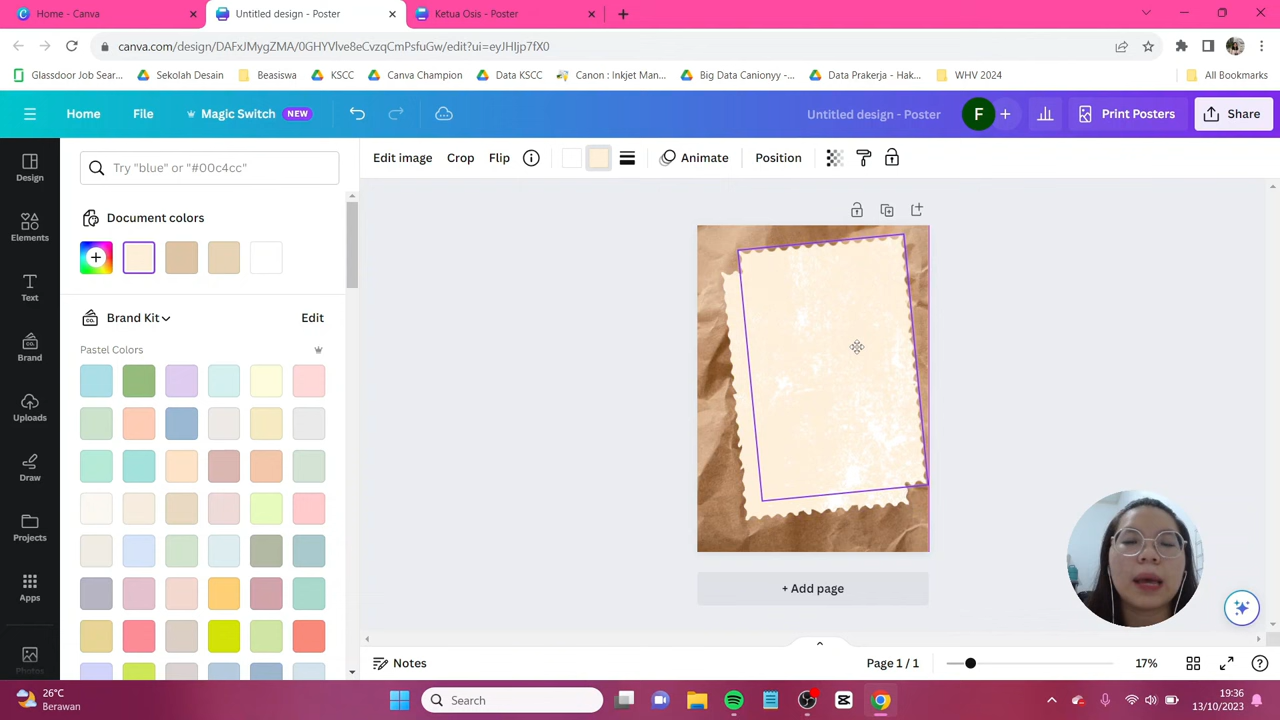 Home - Canva
Untitled design - Poster
Ketua Osis - Poster
canva.com/design/DAFxJMygZMA/0GHYVlve8eCvzqCmPsfuGw/edit?ui=eyJHIjp7fX0
Glassdoor Job Sear...
Sekolah Desain
Beasiswa
KSCC
Canva Champion
Data KSCC
Canon : Inkjet Man...
Big Data Canionyy -...
Data Prakerja - Hak...
WHV 2024
All Bookmarks
Home
File
Magic Switch
NEW
Untitled design - Poster
F
Print Posters
Share
Design
Elements
Text
Brand
Uploads
Draw
Projects
Apps
Photos
Try "blue" or "#00c4cc"
Edit image
Crop
Flip
Animate
Position
Document colors
Brand Kit
Edit
Pastel Colors
CO.
CO.
+ Add page
Notes
Page 1 / 1
17%
26°C
Berawan
Search
19:36
13/10/2023